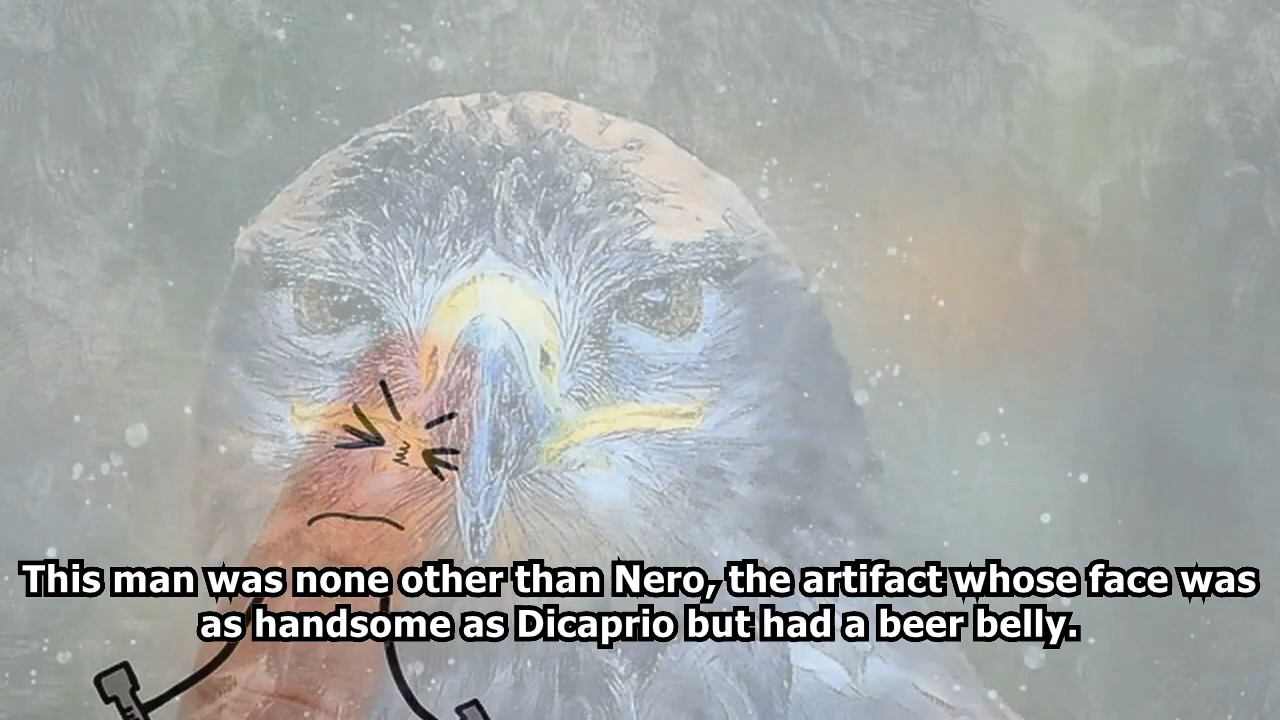 This man was none other than Nero, the artifact whose face was
as handsome as Dicaprio but had a beer belly.